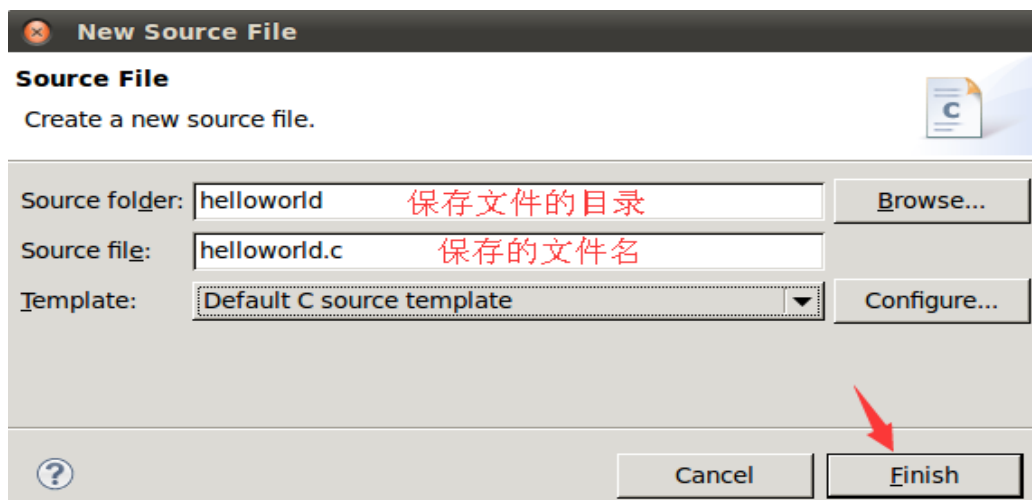 New Source File
Source File
Create a new source file.
C
Source folder: helloworld 保存文件的目录 Browse...
Source file: helloworld.c 保存的文件名
Template: Default C source template Configure...
? Cancel Finish